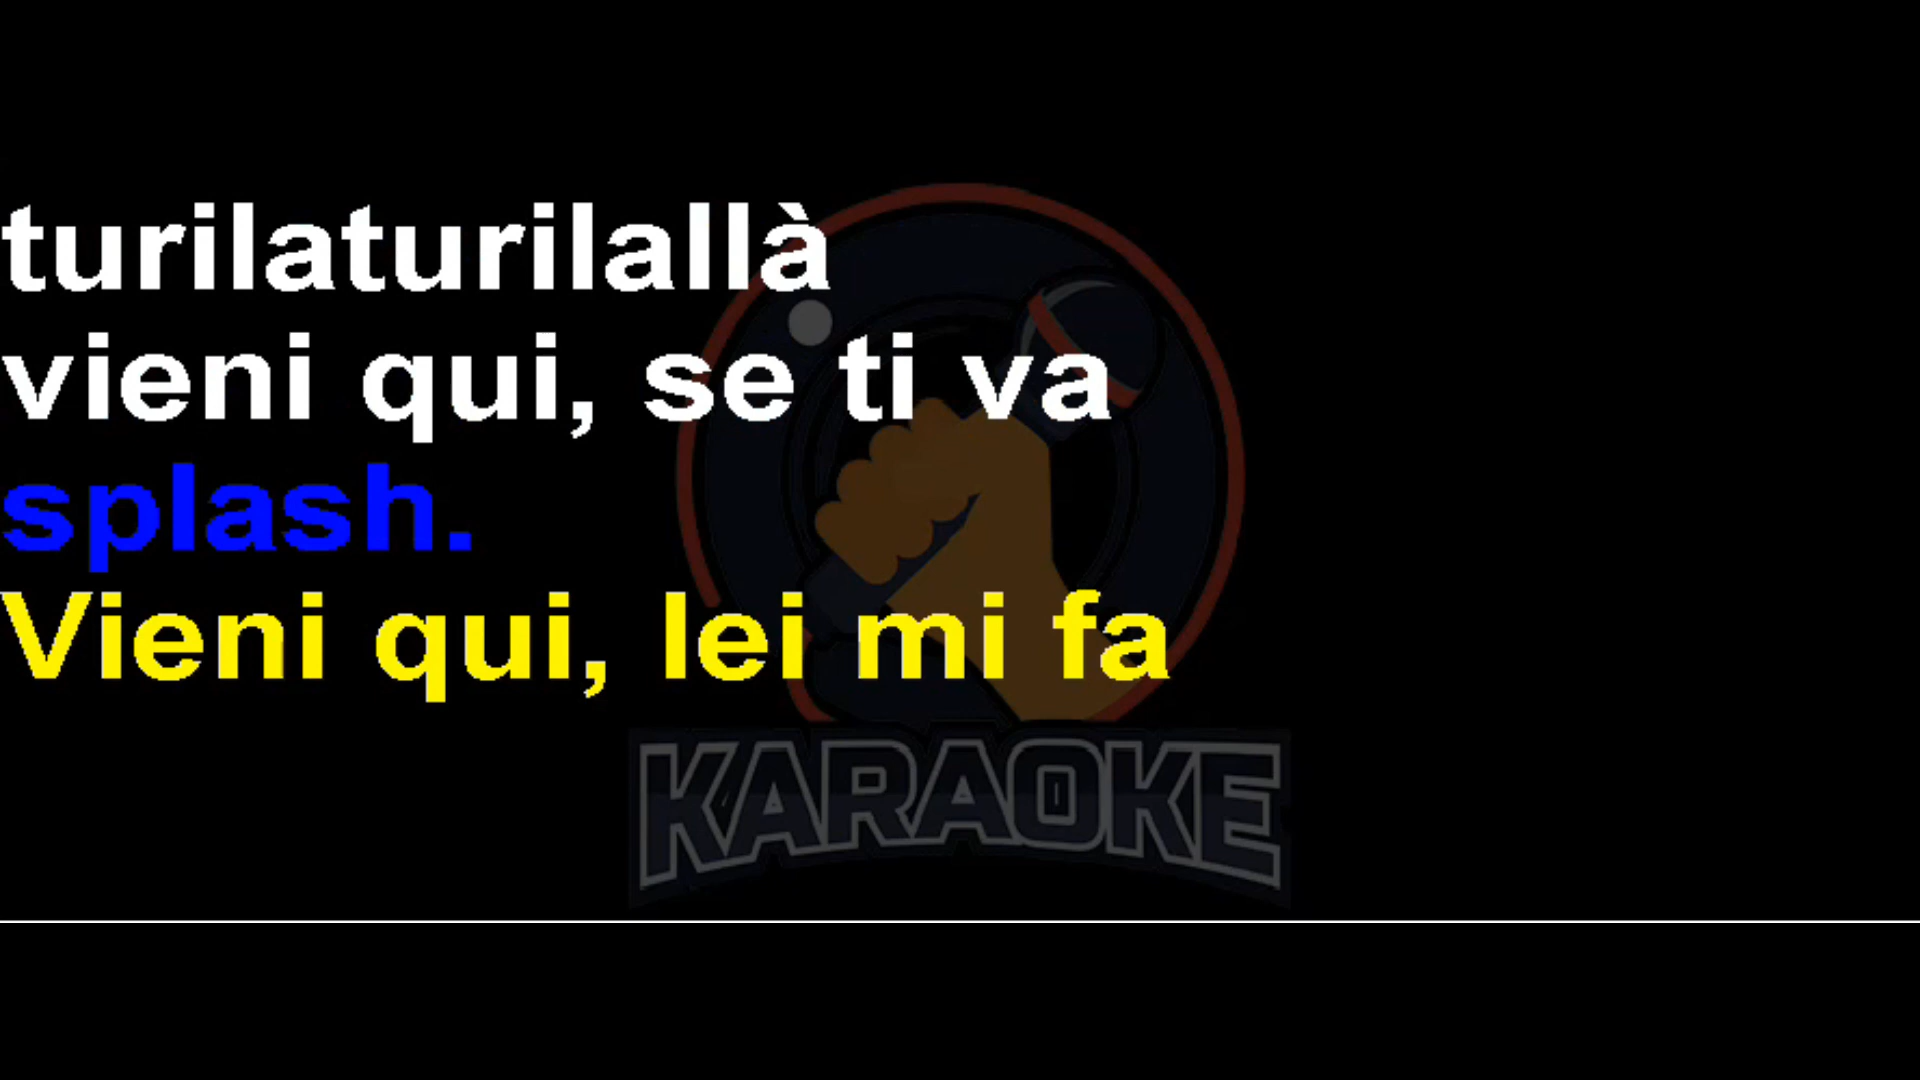 turilaturilallà
vieni qui, se ti va
splash.
Vieni qui, lei mi fa
KARAOKE